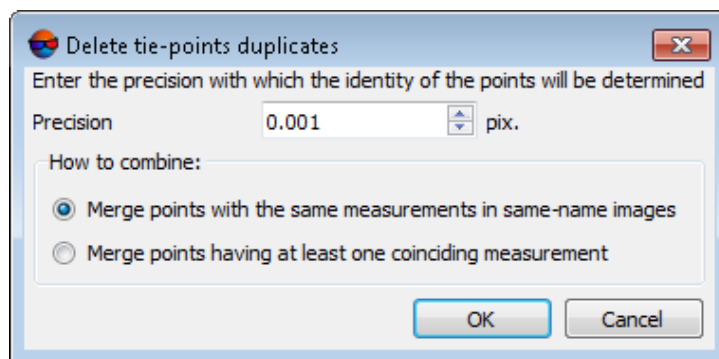 Delete tie-points duplicates
Enter the precision with which the identity of the points will be determined
Precision 0.001 pix.
How to combine:
Merge points with the same measurements in same-name images
Merge points having at least one coinciding measurement
OK Cancel